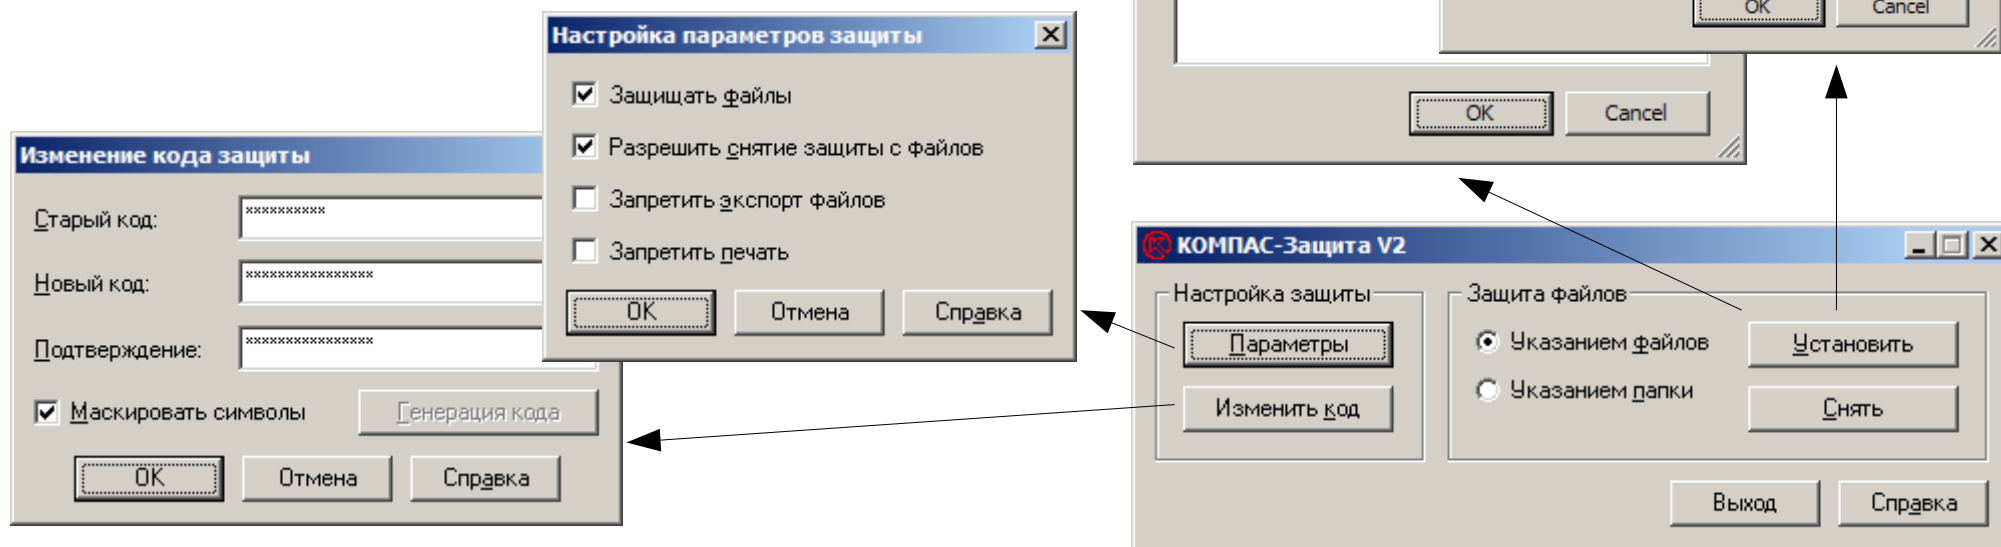 OK Cancel
OK Cancel
Настройка параметров защиты
Защищать файлы
Разрешить снятие защиты с файлов
Запретить экспорт файлов
Запретить печать
OK Отмена Справка
Изменение кода защиты
Старый код: **********
Новый код: ****************
Подтверждение: ****************
Маскировать символы Генерация кода
OK Отмена Справка
КОМПАС-Защита V2
Настройка защиты
Параметры
Изменить код
Защита файлов
Указанием файлов Установить
Указанием папки Снять
Выход Справка